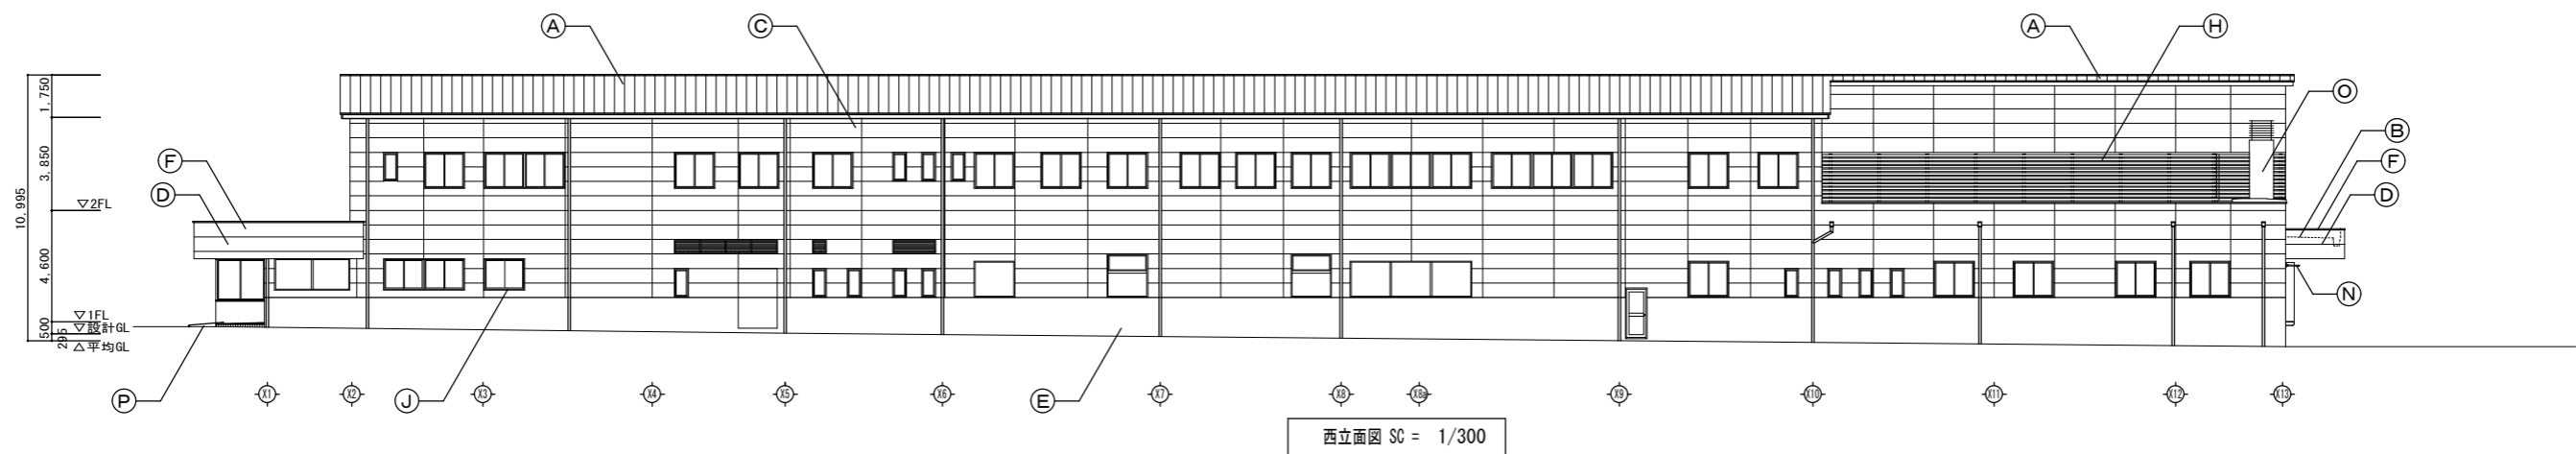 A
C
A
H
O
B
F
D
N
F
D
1,750
3,850
4,600
500
295
10,995
▽2FL
▽1FL
▽設計GL
△平均GL
P
J
E
X1
X2
X3
X4
X5
X6
X7
X8
X8a
X9
X10
X11
X12
X13
西立面図 SC = 1/300